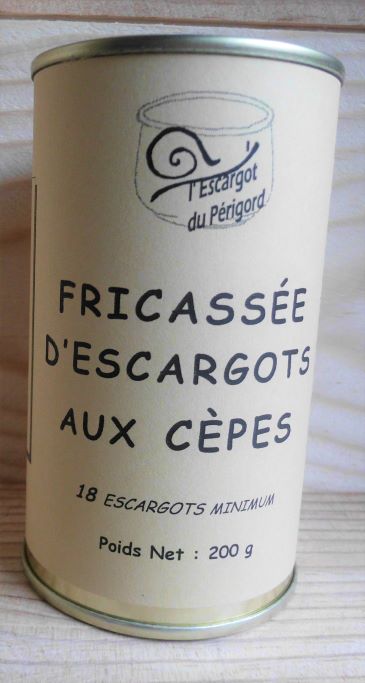 l'Escargot
du Périgord
FRICASSÉE
D'ESCARGOTS
AUX CÈPES
18 ESCARGOTS MINIMUM
Poids Net : 200 g